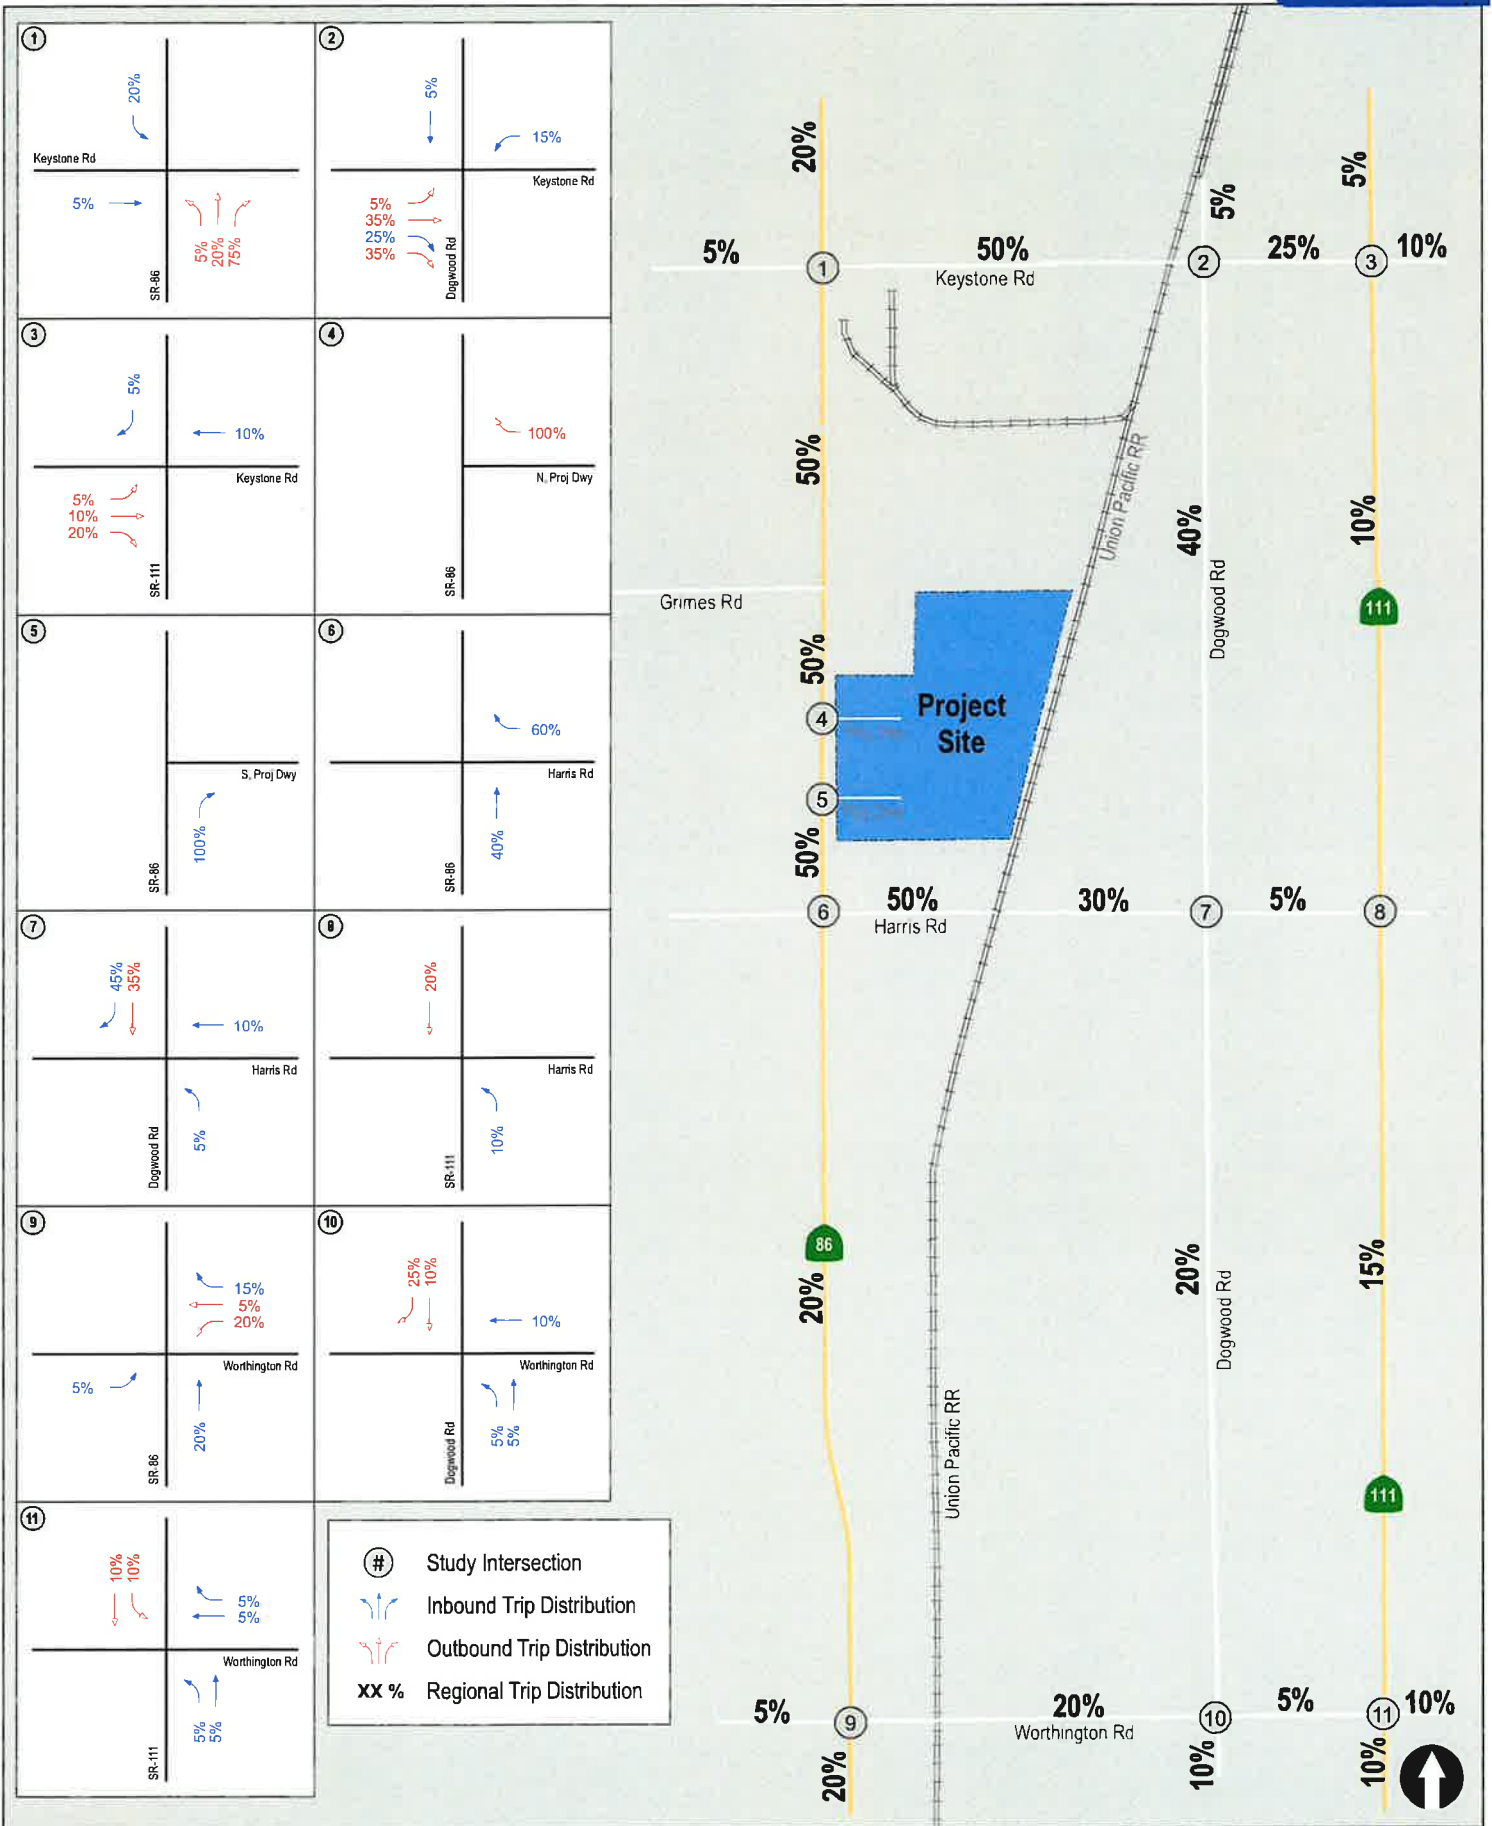 1
20%
Keystone Rd
5%
5%
20%
75%
SR-86
2
5%
15%
Keystone Rd
5%
35%
25%
35%
Dogwood Rd
3
5%
10%
Keystone Rd
5%
10%
20%
SR-111
4
100%
N. Proj Dwy
SR-86
5
S. Proj Dwy
100%
SR-86
6
60%
Harris Rd
40%
SR-86
7
45%
35%
10%
Harris Rd
5%
Dogwood Rd
8
20%
Harris Rd
10%
SR-111
9
15%
5%
20%
Worthington Rd
5%
20%
SR-86
10
25%
10%
10%
Worthington Rd
5%
5%
Dogwood Rd
11
10%
10%
5%
5%
Worthington Rd
5%
5%
SR-111
# Study Intersection
Inbound Trip Distribution
Outbound Trip Distribution
XX % Regional Trip Distribution
20%
5%
5%
5%
1
50%
Keystone Rd
2
25%
3
10%
50%
Union Pacific RR
40%
Dogwood Rd
10%
111
Grimes Rd
50%
4
Project
Site
5
50%
6
50%
Harris Rd
30%
7
5%
8
86
20%
20%
Dogwood Rd
15%
Union Pacific RR
111
5%
9
20%
20%
Worthington Rd
10
10%
5%
11
10%
10%